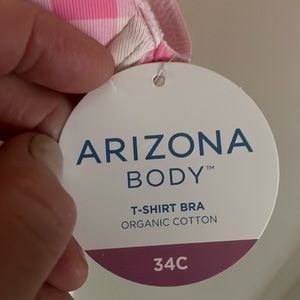 ARIZONA
BODY™
T-SHIRT BRA
ORGANIC COTTON
34C